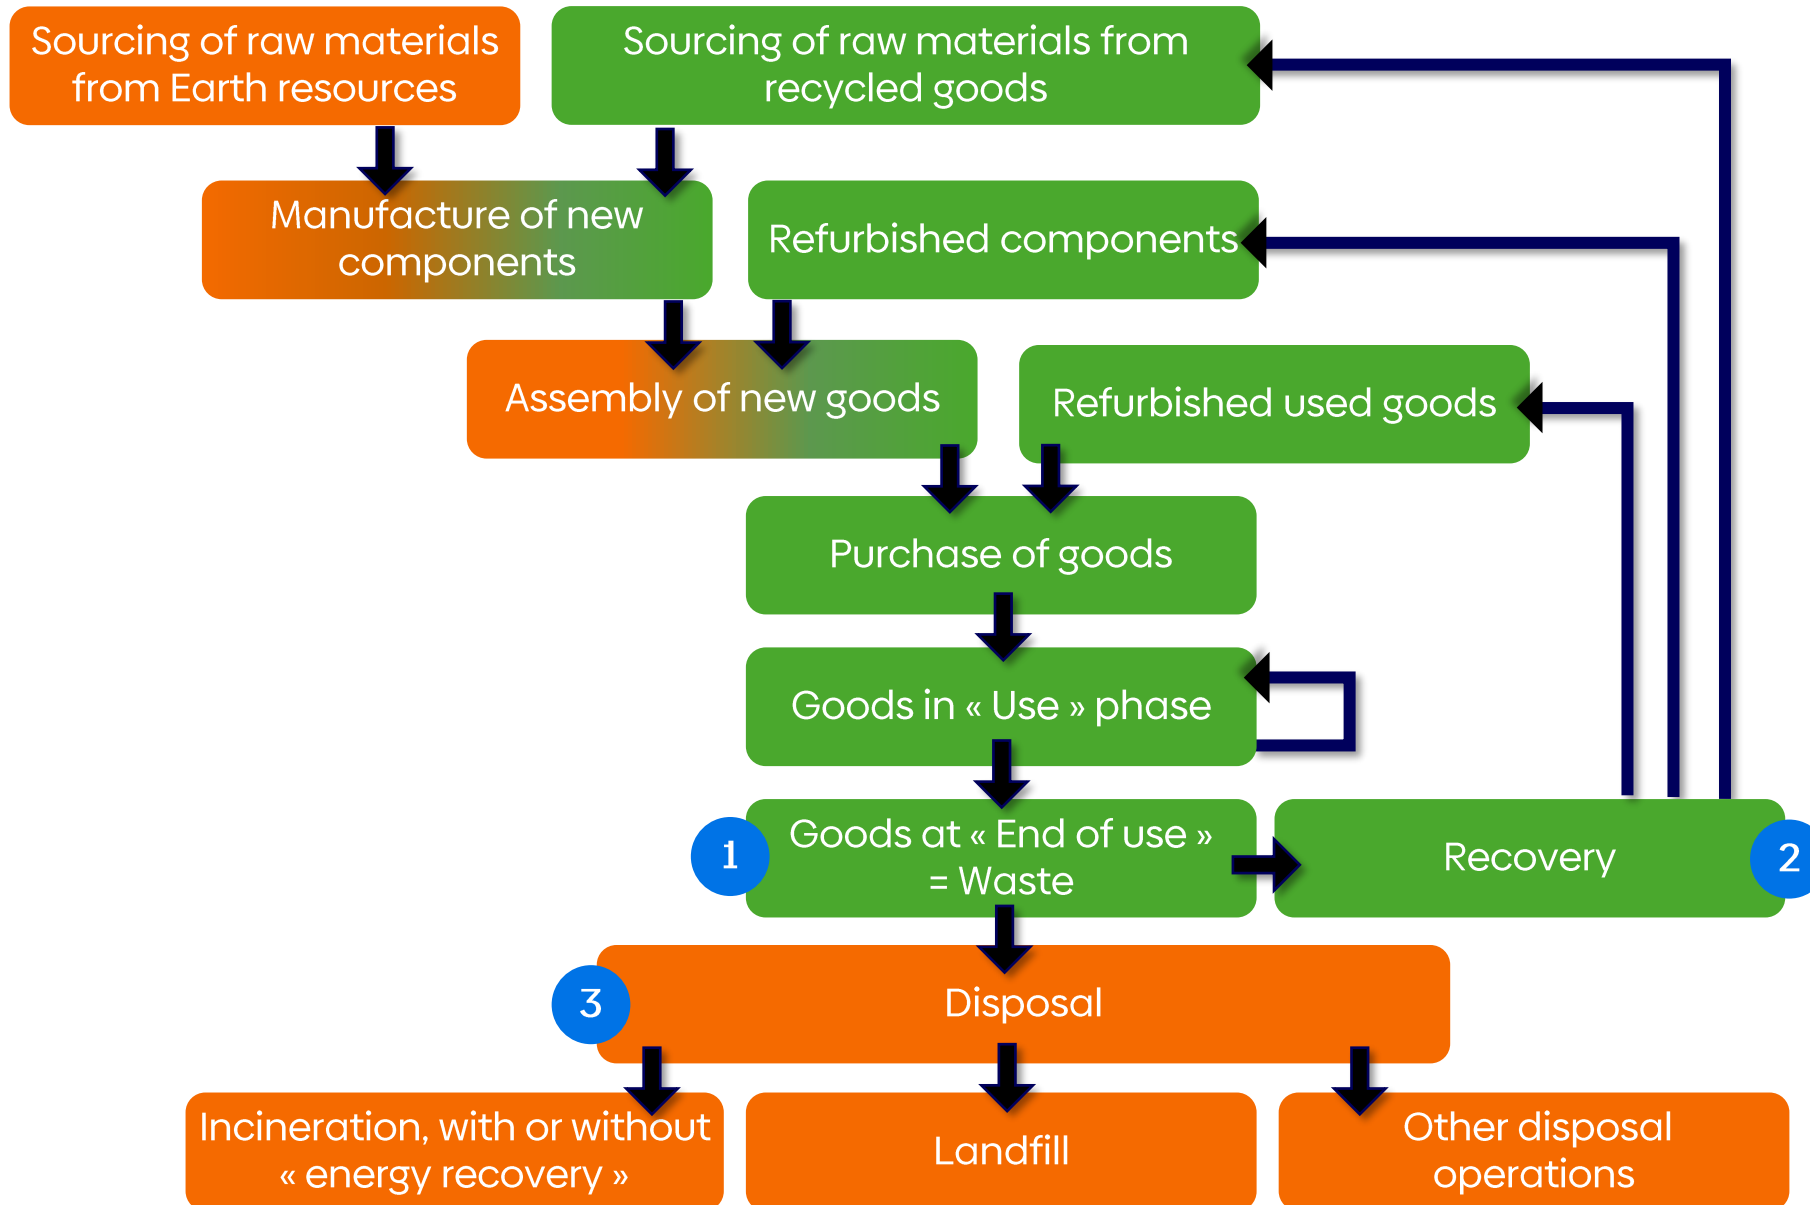 Sourcing of raw materials
from Earth resources
Sourcing of raw materials from
recycled goods
Manufacture of new
components
Refurbished components
Assembly of new goods
Refurbished used goods
Purchase of goods
Goods in « Use » phase
1
Goods at « End of use »
= Waste
Recovery
2
3
Disposal
Incineration, with or without
« energy recovery »
Landfill
Other disposal
operations